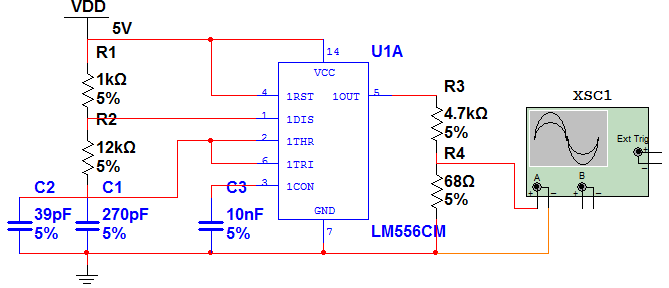 VDD
5V
R1
1kΩ
5%
R2
12kΩ
5%
C2
39pF
5%
C1
270pF
5%
C3
10nF
5%
U1A
14
VCC
4 1RST 1OUT 5
1 1DIS
2 1THR
6 1TRI
3 1CON
GND
7
LM556CM
R3
4.7kΩ
5%
R4
68Ω
5%
XSC1
Ext Trig
+
−
A
B
+ − + −